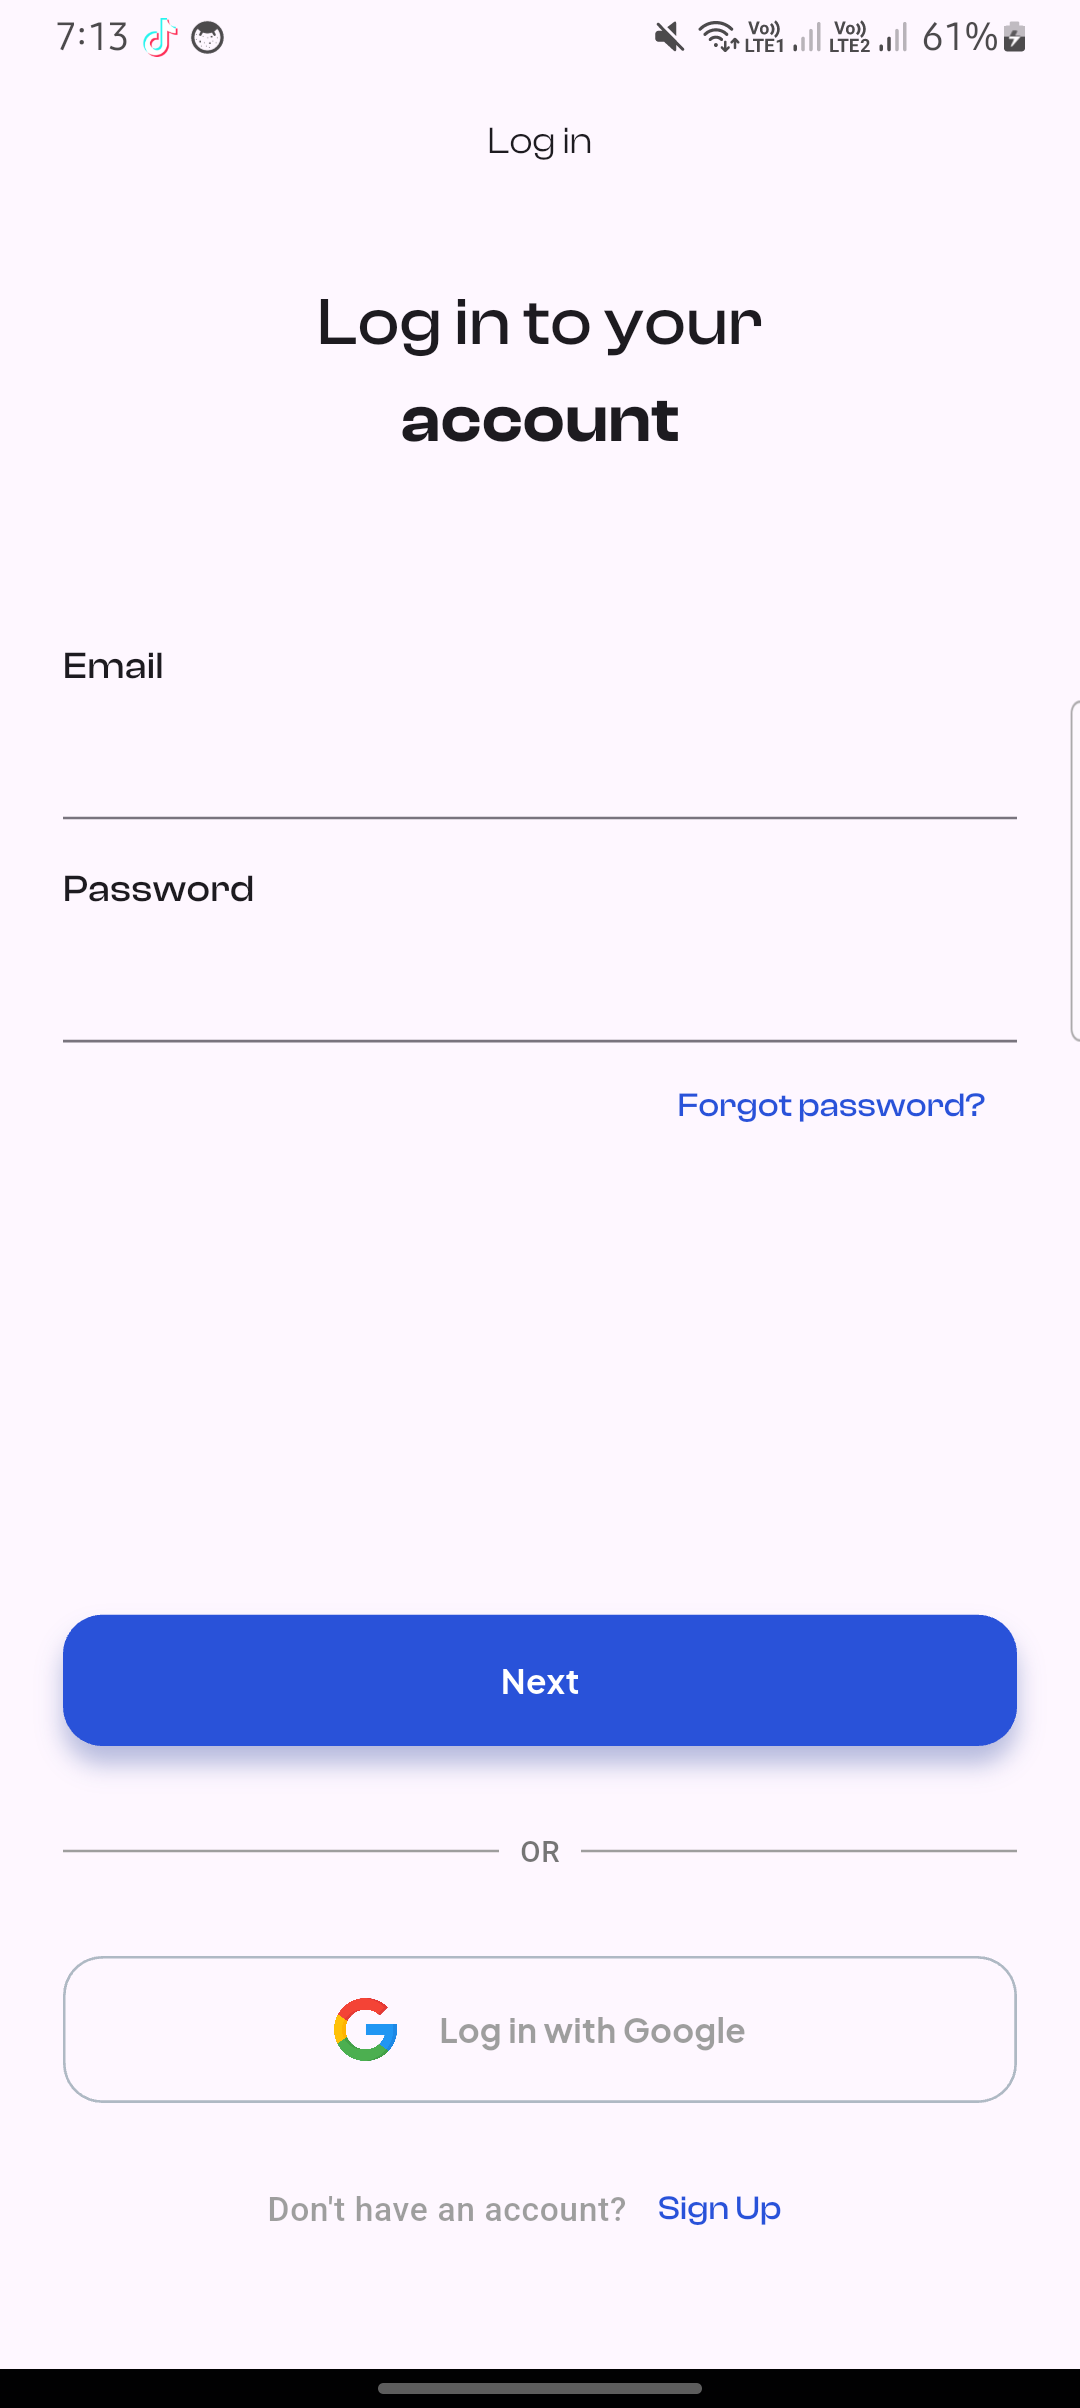 7:13 Vo)) LTE1 Vo)) LTE2 61%
Log in
Log in to your
account
Email
Password
Forgot password?
Next
OR
Log in with Google
Don't have an account? Sign Up